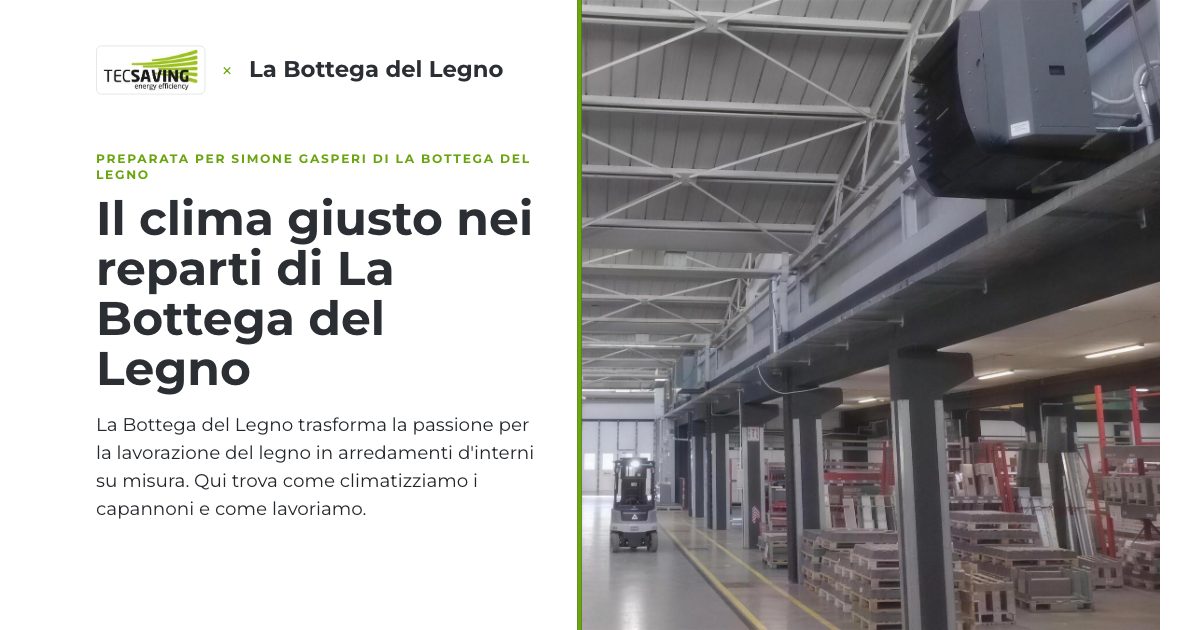 TECSAVING
energy efficiency
× La Bottega del Legno
PREPARATA PER SIMONE GASPERI DI LA BOTTEGA DEL
LEGNO
Il clima giusto nei
reparti di La
Bottega del
Legno
La Bottega del Legno trasforma la passione per
la lavorazione del legno in arredamenti d'interni
su misura. Qui trova come climatizziamo i
capannoni e come lavoriamo.